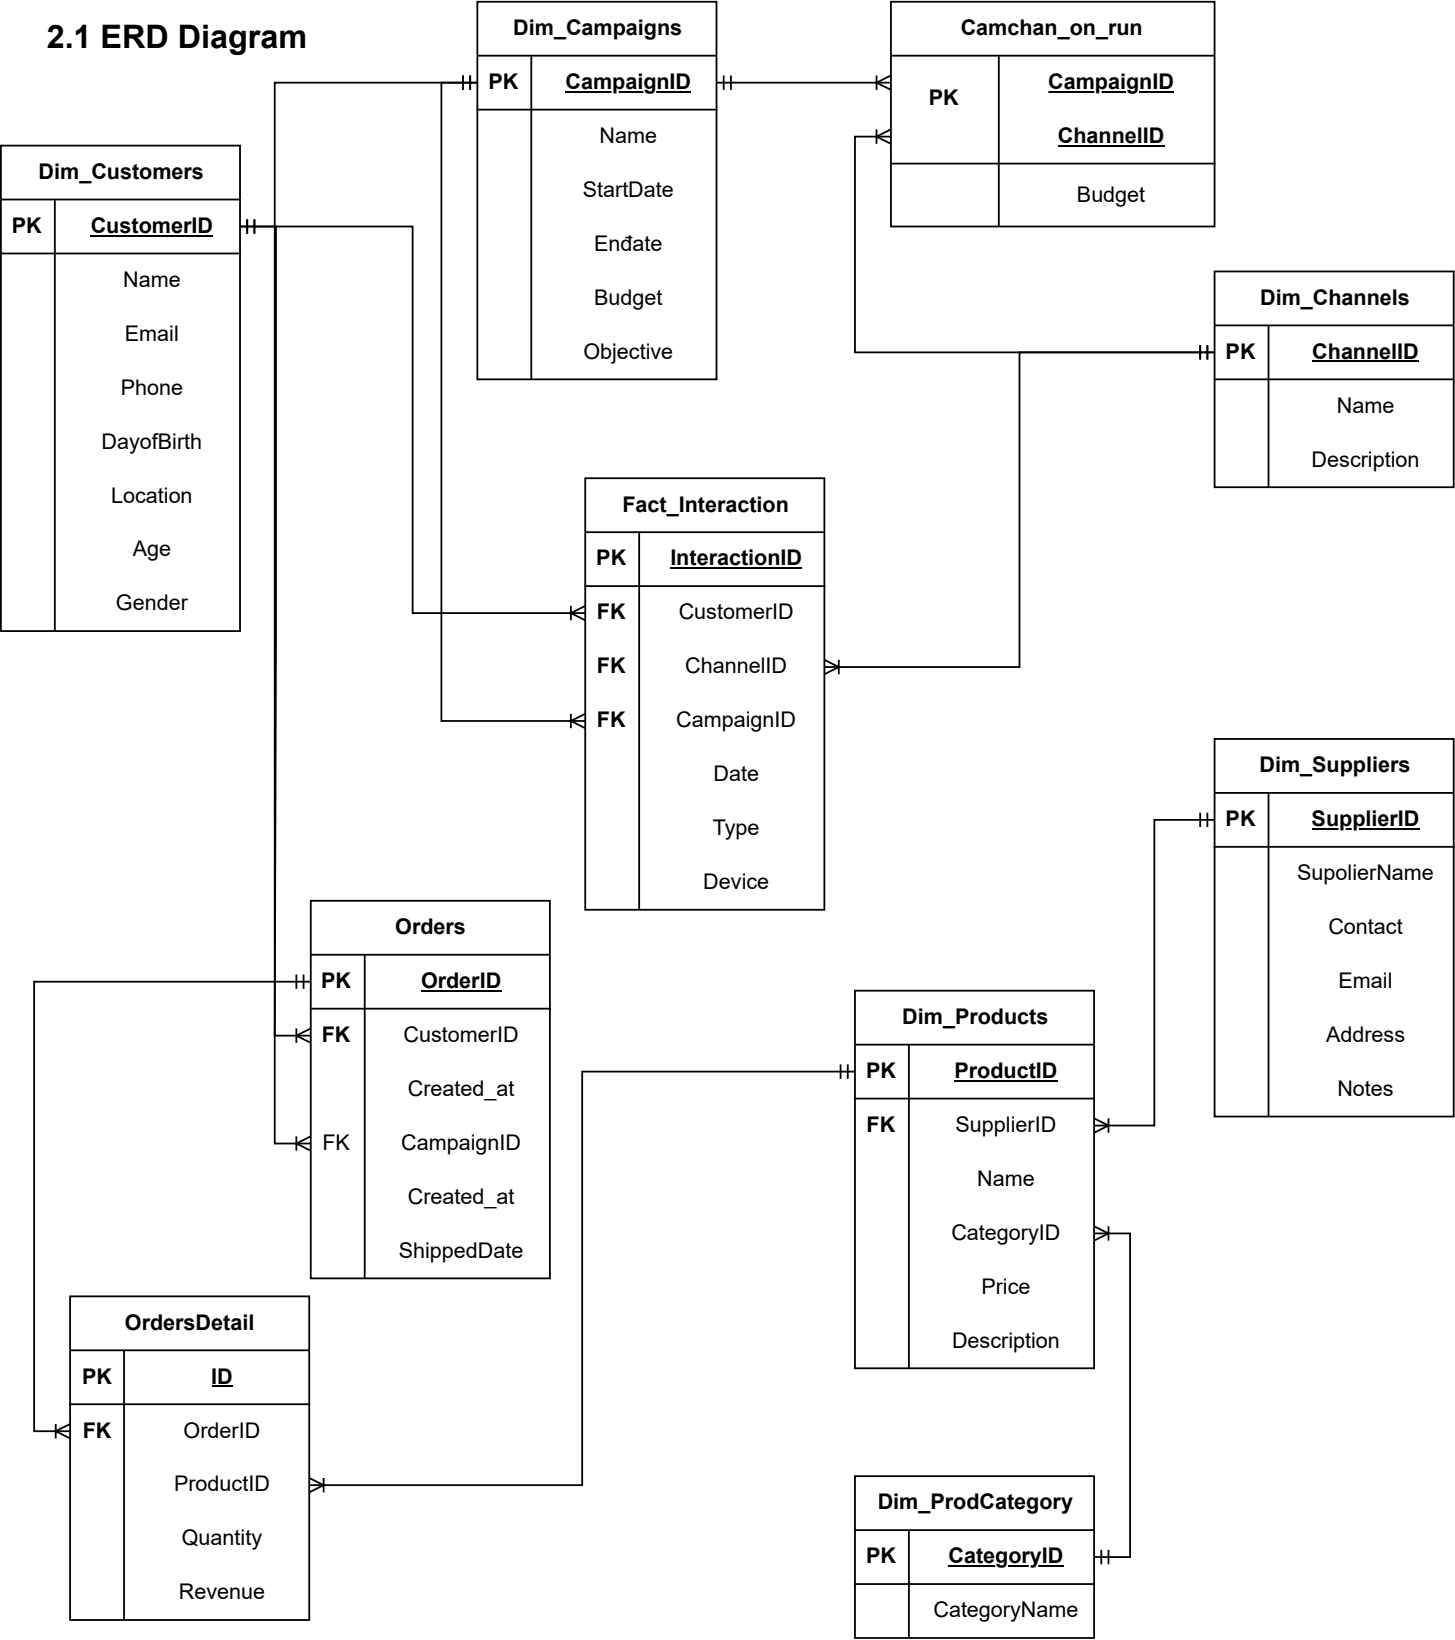 2.1 ERD Diagram
Dim_Campaigns
PK CampaignID
Name
StartDate
Enđate
Budget
Objective
Camchan_on_run
PK CampaignID
ChannelID
Budget
Dim_Customers
PK CustomerID
Name
Email
Phone
DayofBirth
Location
Age
Gender
Dim_Channels
PK ChannelID
Name
Description
Fact_Interaction
PK InteractionID
FK CustomerID
FK ChannelID
FK CampaignID
Date
Type
Device
Dim_Suppliers
PK SupplierID
SupolierName
Contact
Email
Address
Notes
Orders
PK OrderID
FK CustomerID
Created_at
FK CampaignID
Created_at
ShippedDate
Dim_Products
PK ProductID
FK SupplierID
Name
CategoryID
Price
Description
OrdersDetail
PK ID
FK OrderID
ProductID
Quantity
Revenue
Dim_ProdCategory
PK CategoryID
CategoryName